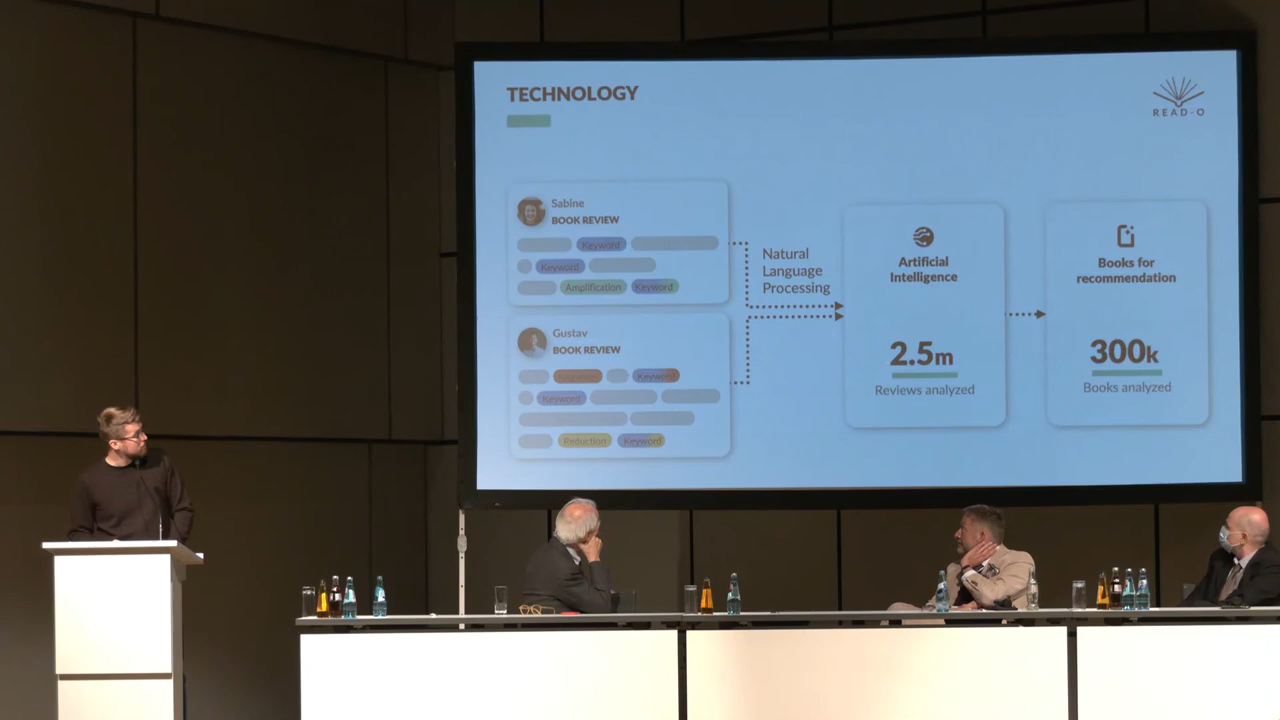 TECHNOLOGY
READ-O
Sabine
BOOK REVIEW
Keyword
Keyword
Amplification Keyword
Gustav
BOOK REVIEW
Keyword
Keyword
Reduction Keyword
Natural
Language
Processing
Artificial
Intelligence
2.5m
Reviews analyzed
Books for
recommendation
300k
Books analyzed